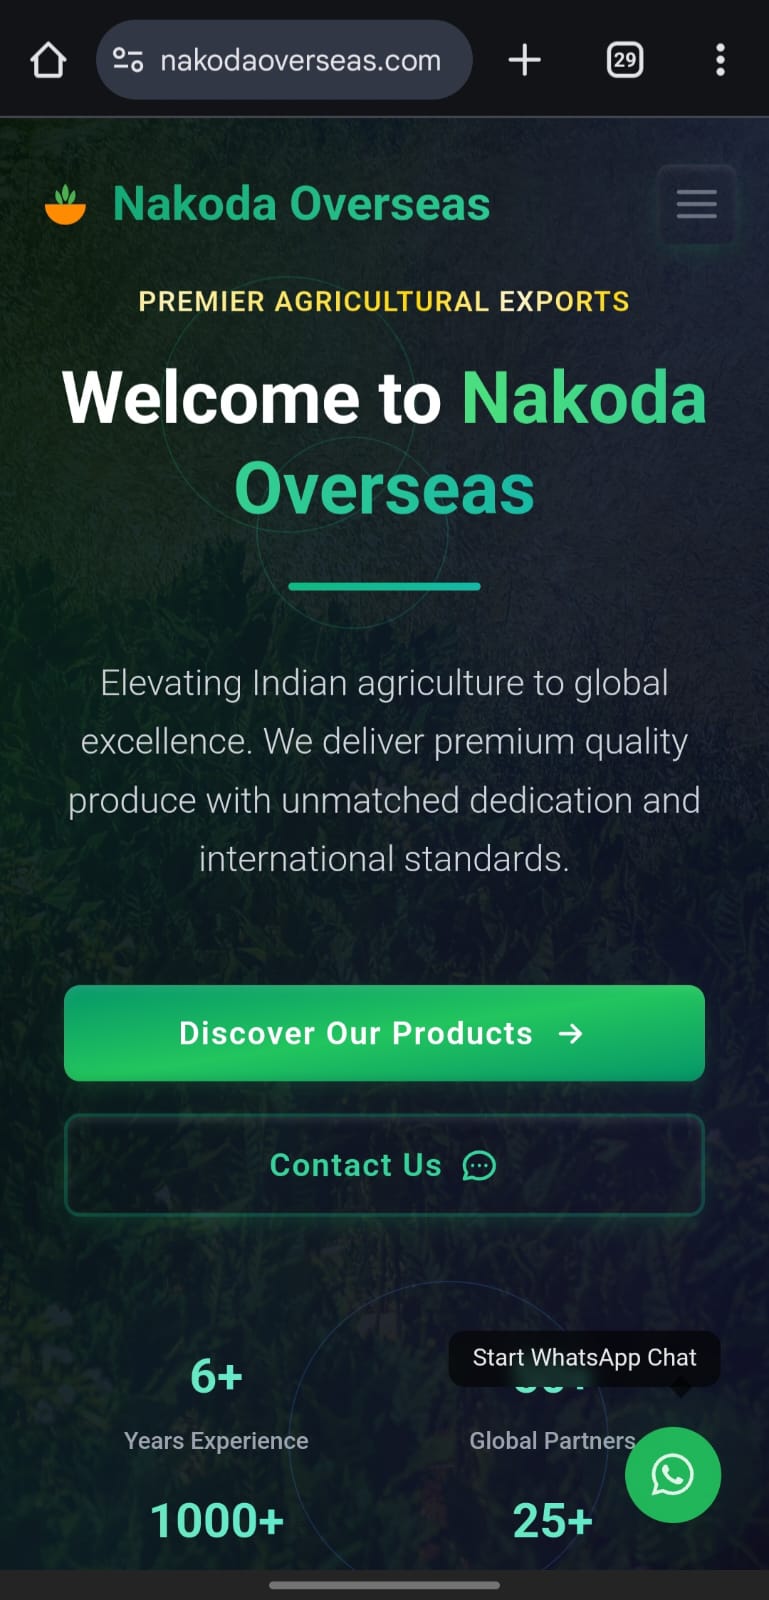 nakodaoverseas.com
29
Nakoda Overseas
PREMIER AGRICULTURAL EXPORTS
Welcome to Nakoda
Overseas
Elevating Indian agriculture to global
excellence. We deliver premium quality
produce with unmatched dedication and
international standards.
Discover Our Products
Contact Us
Start WhatsApp Chat
6+
Years Experience
Global Partners
1000+
25+